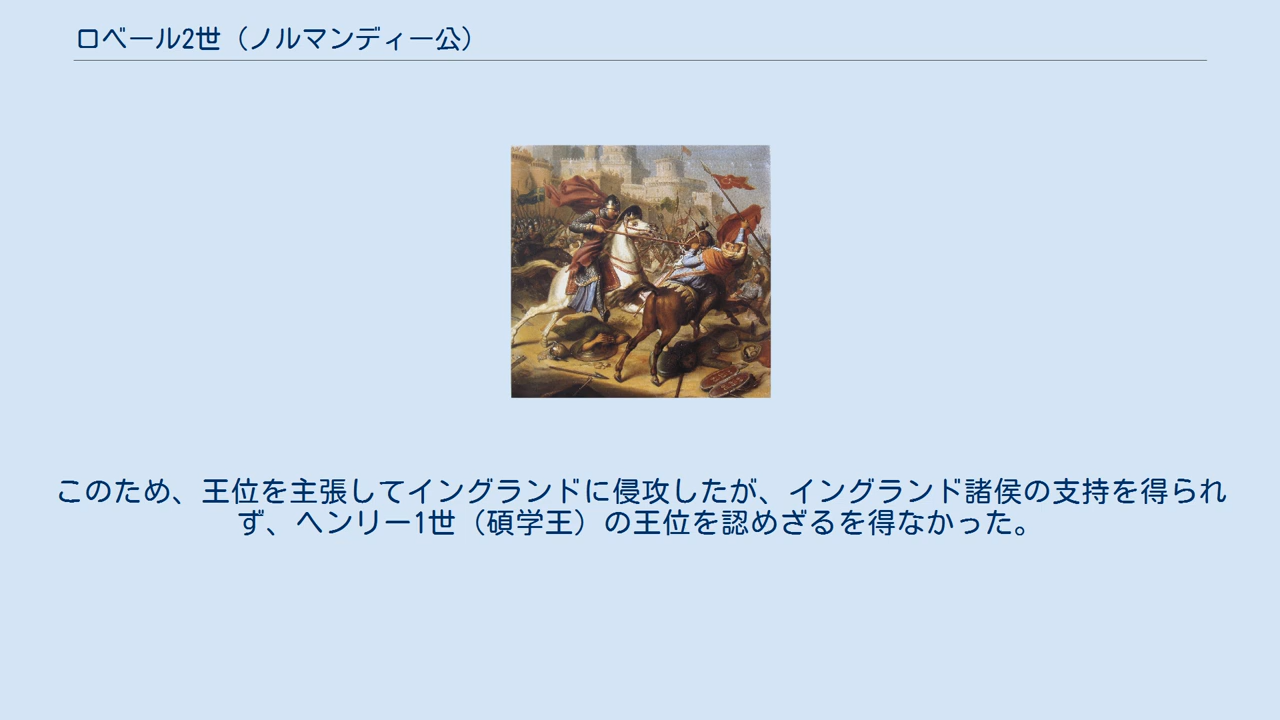 ロベール2世（ノルマンディー公）
このため、王位を主張してイングランドに侵攻したが、イングランド諸侯の支持を得られ
ず、ヘンリー1世（碩学王）の王位を認めざるを得なかった。